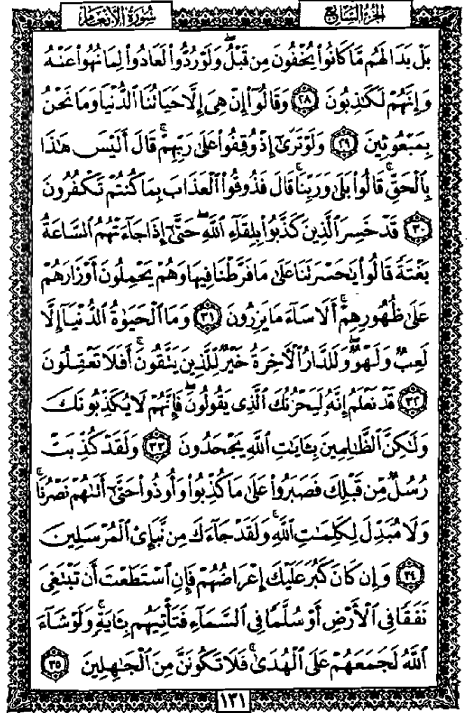 سُورَةُ الأَنْعَامِ
الجزء السابع
بَلْ بَدَا لَهُم مَّا كَانُوا۟ يُخْفُونَ مِن قَبْلُ ۖ وَلَوْ رُدُّوا۟ لَعَادُوا۟ لِمَا نُهُوا۟ عَنْهُ
وَإِنَّهُمْ لَكَـٰذِبُونَ ٢٨ وَقَالُوٓا۟ إِنْ هِىَ إِلَّا حَيَاتُنَا ٱلدُّنْيَا وَمَا نَحْنُ
بِمَبْعُوثِينَ ٢٩ وَلَوْ تَرَىٰٓ إِذْ وُقِفُوا۟ عَلَىٰ رَبِّهِمْ ۚ قَالَ أَلَيْسَ هَـٰذَا
بِٱلْحَقِّ ۚ قَالُوا۟ بَلَىٰ وَرَبِّنَا ۚ قَالَ فَذُوقُوا۟ ٱلْعَذَابَ بِمَا كُنتُمْ تَكْفُرُونَ
٣٠ قَدْ خَسِرَ ٱلَّذِينَ كَذَّبُوا۟ بِلِقَآءِ ٱللَّهِ ۖ حَتَّىٰٓ إِذَا جَآءَتْهُمُ ٱلسَّاعَةُ
بَغْتَةً قَالُوا۟ يَـٰحَسْرَتَنَا عَلَىٰ مَا فَرَّطْنَا فِيهَا وَهُمْ يَحْمِلُونَ أَوْزَارَهُمْ
عَلَىٰ ظُهُورِهِمْ ۚ أَلَا سَآءَ مَا يَزِرُونَ ٣١ وَمَا ٱلْحَيَوٰةُ ٱلدُّنْيَآ إِلَّا
لَعِبٌ وَلَهْوٌ ۖ وَلَلدَّارُ ٱلْـَٔاخِرَةُ خَيْرٌ لِّلَّذِينَ يَتَّقُونَ ۗ أَفَلَا تَعْقِلُونَ
٣٢ قَدْ نَعْلَمُ إِنَّهُۥ لَيَحْزُنُكَ ٱلَّذِى يَقُولُونَ ۖ فَإِنَّهُمْ لَا يُكَذِّبُونَكَ
وَلَـٰكِنَّ ٱلظَّـٰلِمِينَ بِـَٔايَـٰتِ ٱللَّهِ يَجْحَدُونَ ٣٣ وَلَقَدْ كُذِّبَتْ
رُسُلٌ مِّن قَبْلِكَ فَصَبَرُوا۟ عَلَىٰ مَا كُذِّبُوا۟ وَأُوذُوا۟ حَتَّىٰٓ أَتَىٰهُمْ نَصْرُنَا ۚ
وَلَا مُبَدِّلَ لِكَلِمَـٰتِ ٱللَّهِ ۚ وَلَقَدْ جَآءَكَ مِن نَّبَإِى۟ ٱلْمُرْسَلِينَ
٣٤ وَإِن كَانَ كَبُرَ عَلَيْكَ إِعْرَاضُهُمْ فَإِنِ ٱسْتَطَعْتَ أَن تَبْتَغِىَ
نَفَقًا فِى ٱلْأَرْضِ أَوْ سُلَّمًا فِى ٱلسَّمَآءِ فَتَأْتِيَهُم بِـَٔايَةٍ ۚ وَلَوْ شَآءَ
ٱللَّهُ لَجَمَعَهُمْ عَلَى ٱلْهُدَىٰ ۚ فَلَا تَكُونَنَّ مِنَ ٱلْجَـٰهِلِينَ ٣٥
١٣١